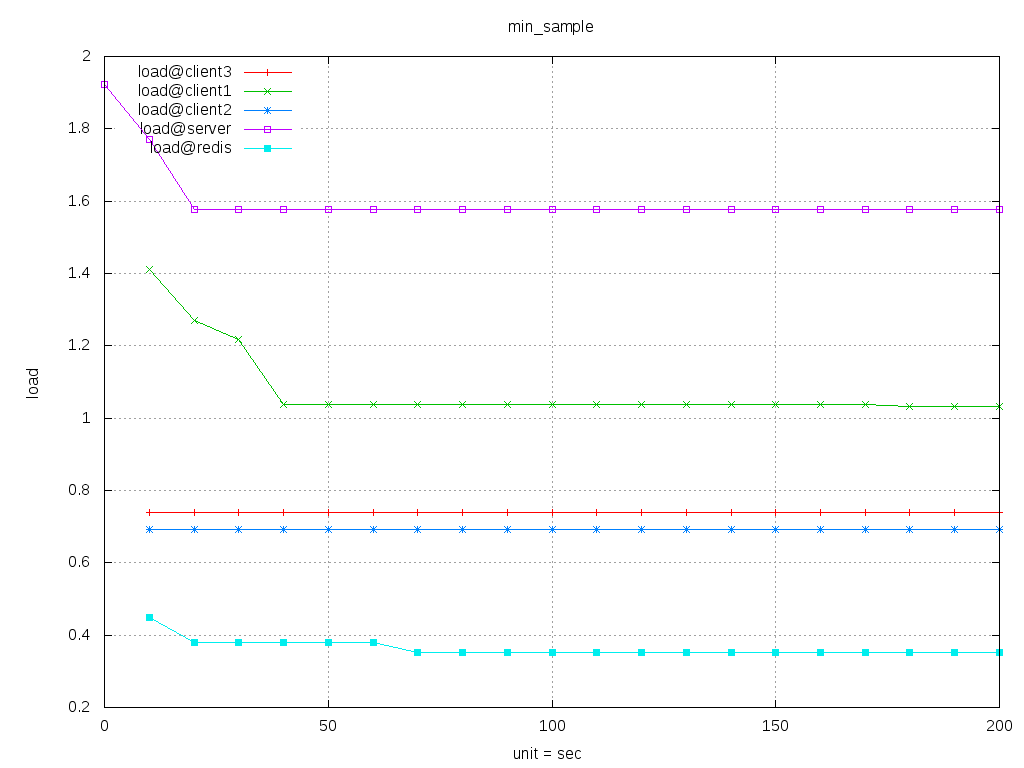 min_sample
load@client3
load@client1
load@client2
load@server
load@redis
load
2
1.8
1.6
1.4
1.2
1
0.8
0.6
0.4
0.2
0 50 100 150 200
unit = sec